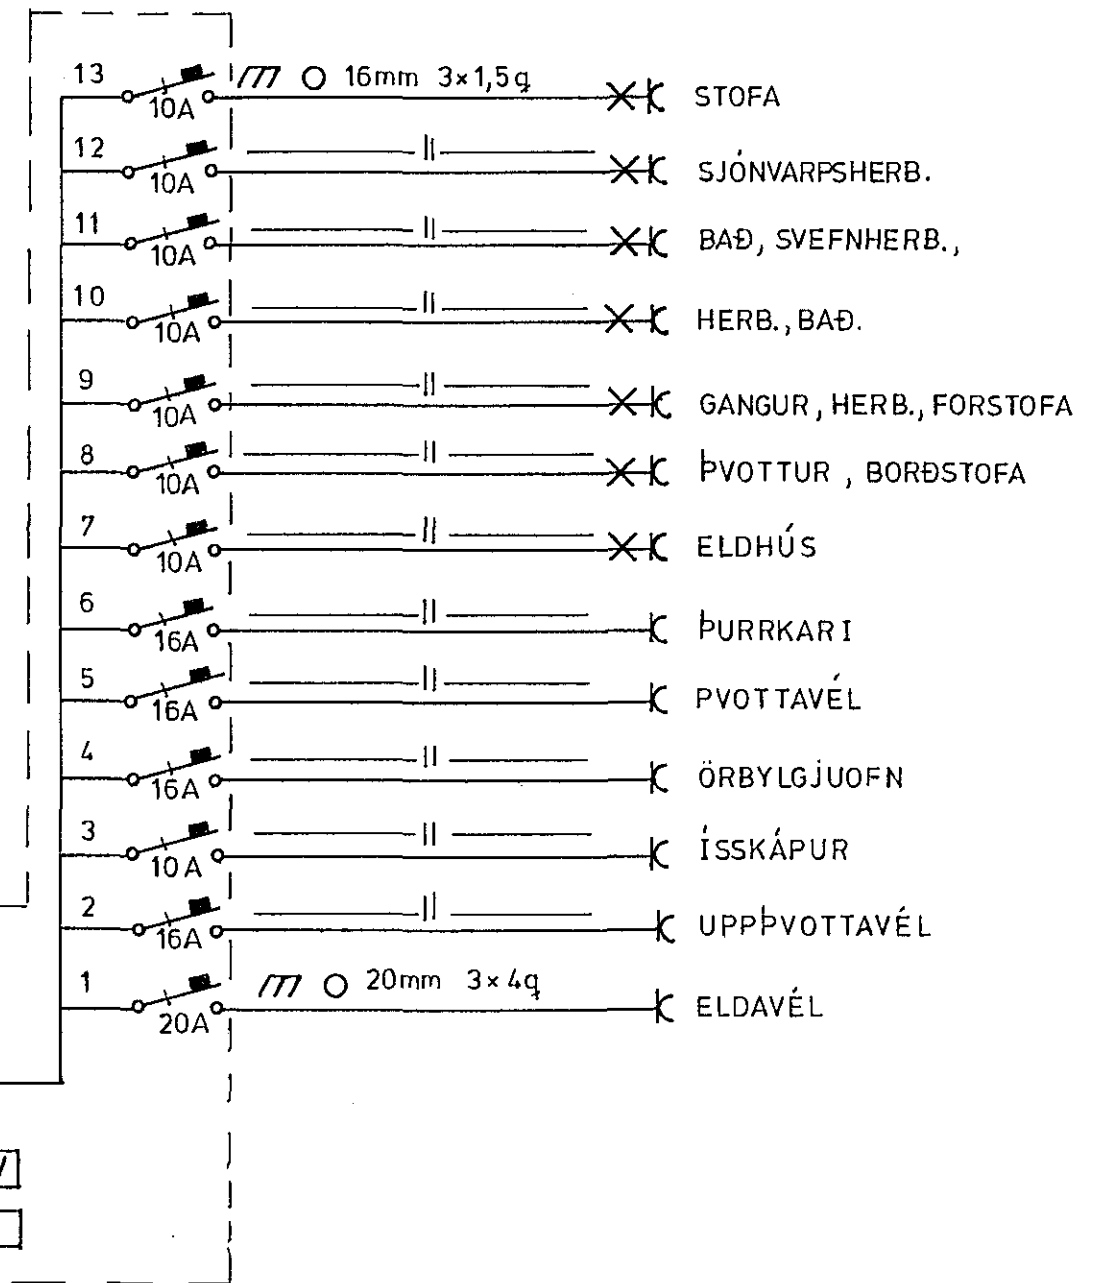 13 16mm 3×1,5q
10A STOFA
12 ||
10A SJÓNVARPSHERB.
11 ||
10A BAÐ, SVEFNHERB.,
10 ||
10A HERB., BAÐ.
9 ||
10A GANGUR, HERB., FORSTOFA
8 ||
10A ÞVOTTUR , BORÐSTOFA
7 ||
10A ELDHÚS
6 ||
16A ÞURRKARI
5 ||
16A PVOTTAVÉL
4 ||
16A ÖRBYLGJUOFN
3 ||
10A ÍSSKÁPUR
2 ||
16A UPPÞVOTTAVÉL
1 20mm 3×4q
20A ELDAVÉL